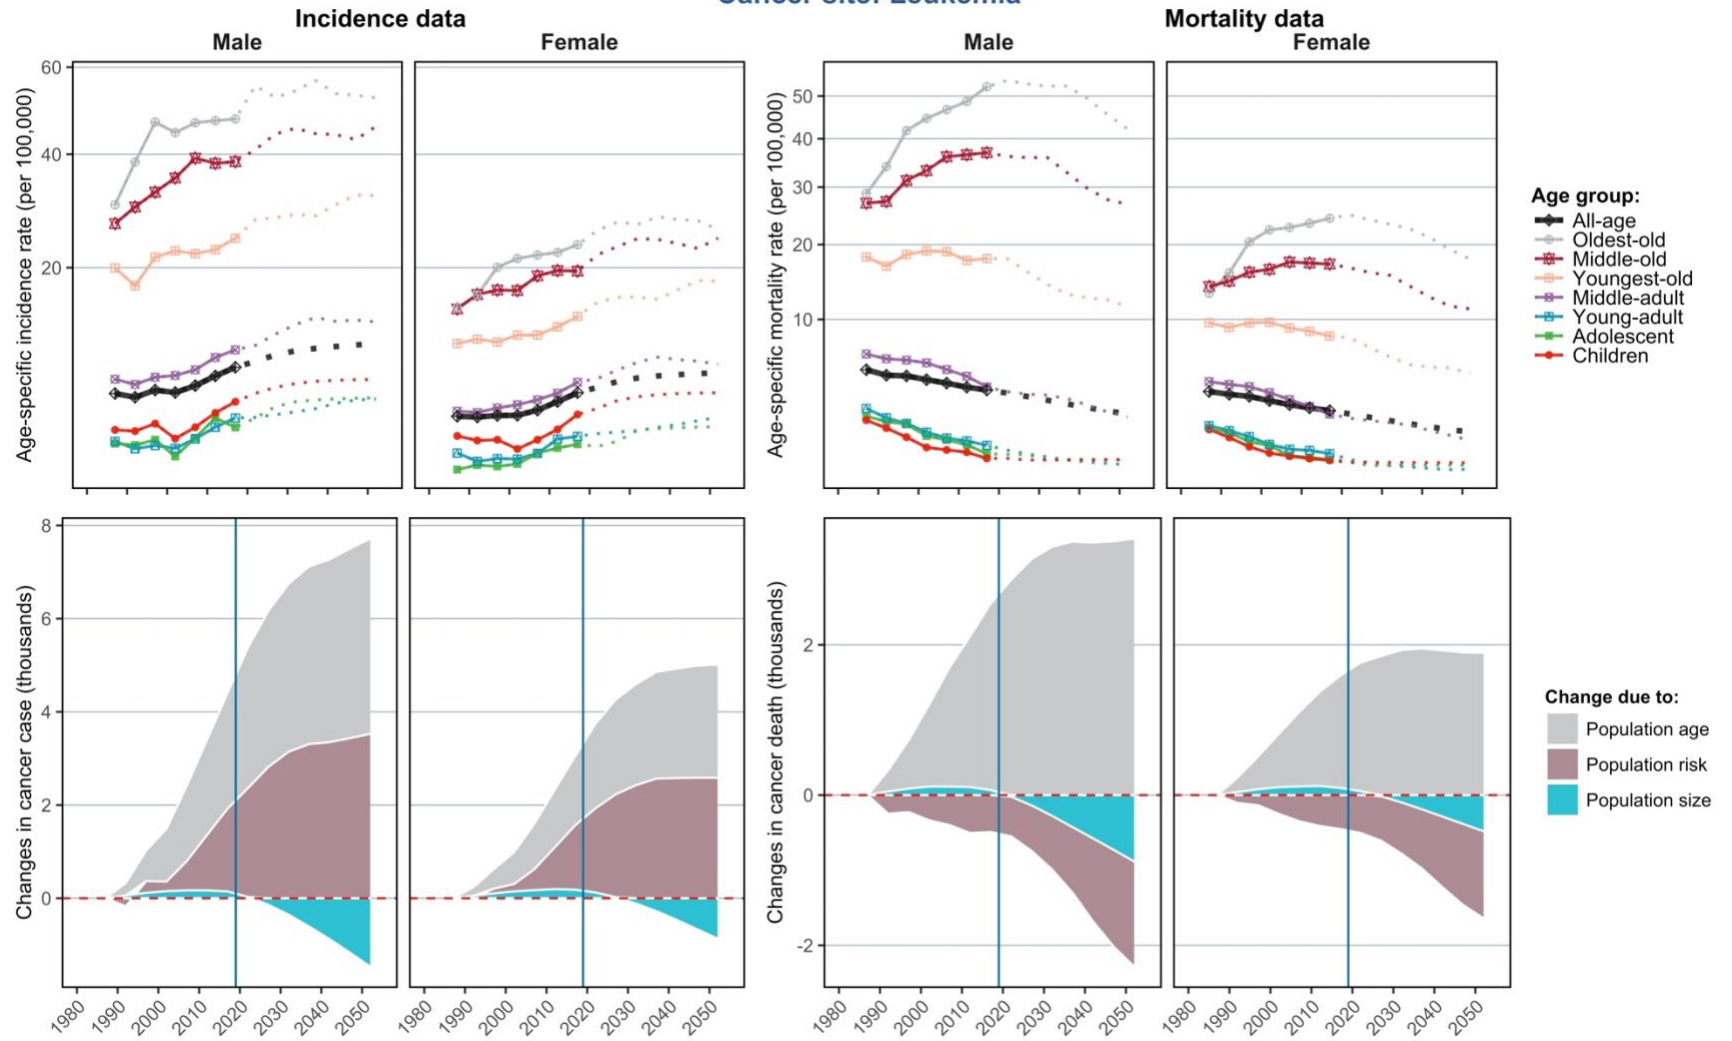 Cancer site: Leukemia
Incidence data
Mortality data
Male
Female
Male
Female
Age-specific incidence rate (per 100,000)
60
40
20
Age-specific mortality rate (per 100,000)
50
40
30
20
10
Age group:
All-age
Oldest-old
Middle-old
Youngest-old
Middle-adult
Young-adult
Adolescent
Children
Changes in cancer case (thousands)
8
6
4
2
0
Changes in cancer death (thousands)
2
0
-2
Change due to:
Population age
Population risk
Population size
1980 1990 2000 2010 2020 2030 2040 2050
1980 1990 2000 2010 2020 2030 2040 2050
1980 1990 2000 2010 2020 2030 2040 2050
1980 1990 2000 2010 2020 2030 2040 2050